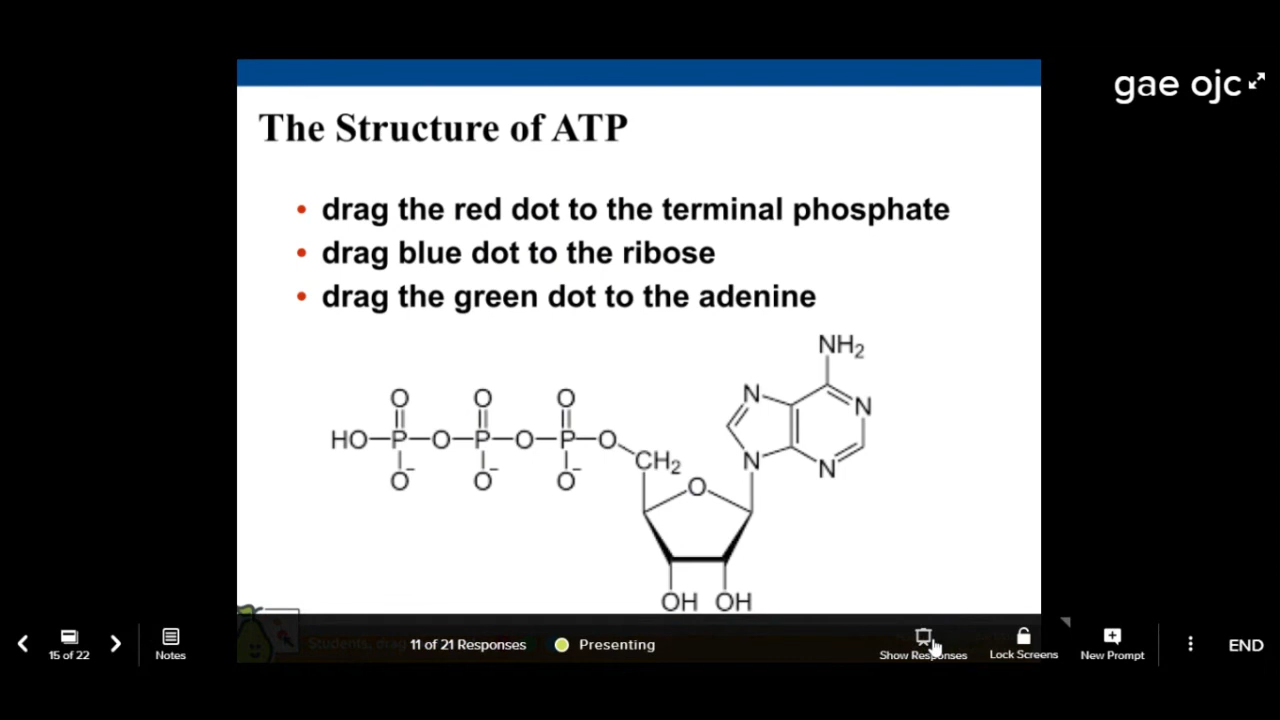 gae ojc
The Structure of ATP
• drag the red dot to the terminal phosphate
• drag blue dot to the ribose
• drag the green dot to the adenine
NH2
N N
O O O
HO P O P O P O
N N
CH2
O- O- O- O
OH OH
Students, drag
11 of 21 Responses Presenting
15 of 22 Notes Show Responses Lock Screens New Prompt END